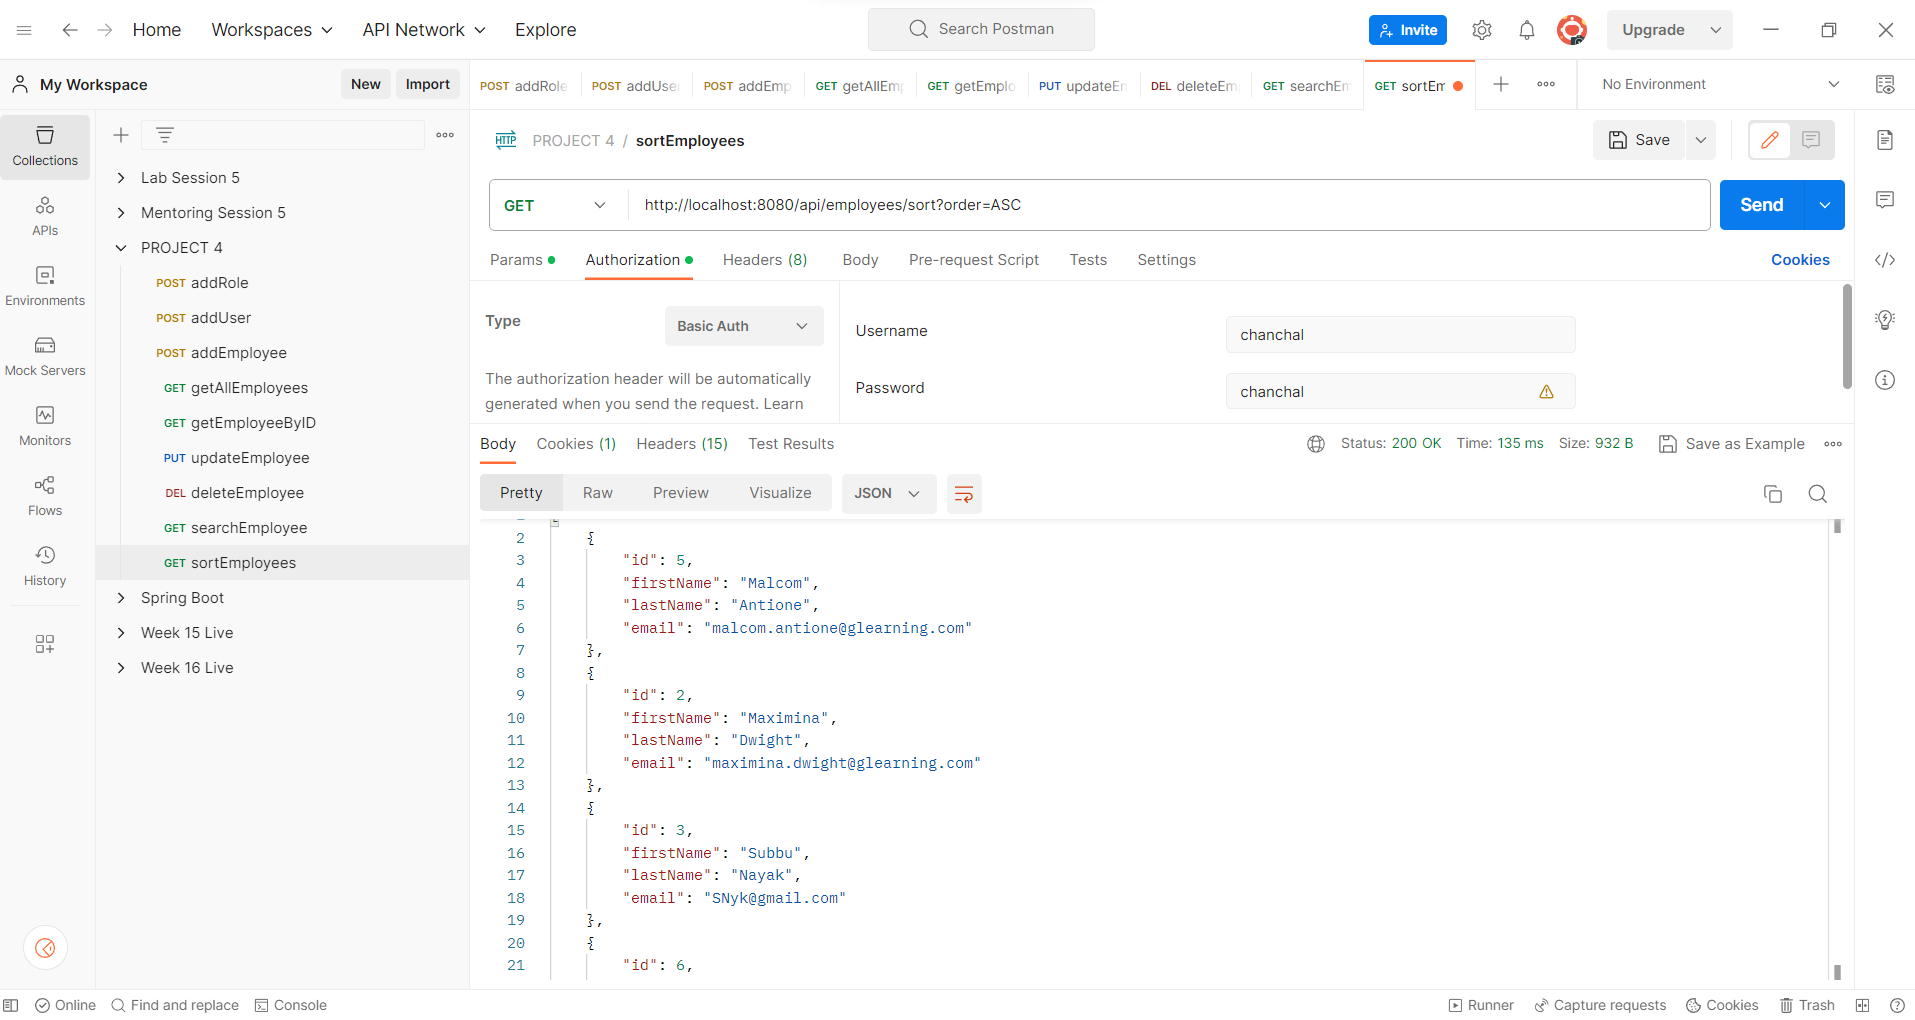 Home Workspaces API Network Explore Search Postman Invite Upgrade
My Workspace New Import POST addRole POST addUse POST addEmp GET getAllEm GET getEmplo PUT updateEn DEL deleteEm GET searchEm GET sortEm No Environment
Collections
APIs
Environments
Mock Servers
Monitors
Flows
History
Lab Session 5
Mentoring Session 5
PROJECT 4
POST addRole
POST addUser
POST addEmployee
GET getAllEmployees
GET getEmployeeByID
PUT updateEmployee
DEL deleteEmployee
GET searchEmployee
GET sortEmployees
Spring Boot
Week 15 Live
Week 16 Live
HTTP PROJECT 4 / sortEmployees Save
GET http://localhost:8080/api/employees/sort?order=ASC Send
Params Authorization Headers (8) Body Pre-request Script Tests Settings Cookies
Type Basic Auth
The authorization header will be automatically
generated when you send the request. Learn
Username chanchal
Password chanchal
Body Cookies (1) Headers (15) Test Results Status: 200 OK Time: 135 ms Size: 932 B Save as Example
Pretty Raw Preview Visualize JSON
2 {
3 "id": 5,
4 "firstName": "Malcom",
5 "lastName": "Antione",
6 "email": "malcom.antione@glearning.com"
7 },
8 {
9 "id": 2,
10 "firstName": "Maximina",
11 "lastName": "Dwight",
12 "email": "maximina.dwight@glearning.com"
13 },
14 {
15 "id": 3,
16 "firstName": "Subbu",
17 "lastName": "Nayak",
18 "email": "SNyk@gmail.com"
19 },
20 {
21 "id": 6,
Online Find and replace Console Runner Capture requests Cookies Trash